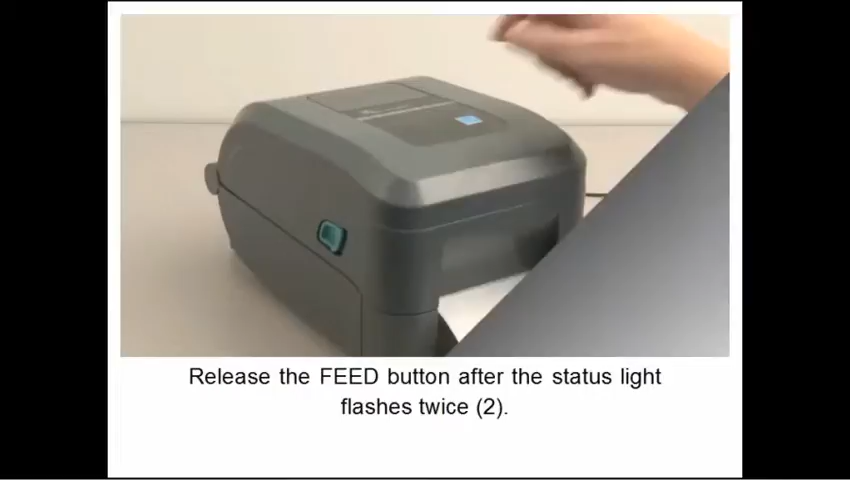 Release the FEED button after the status light
flashes twice (2).